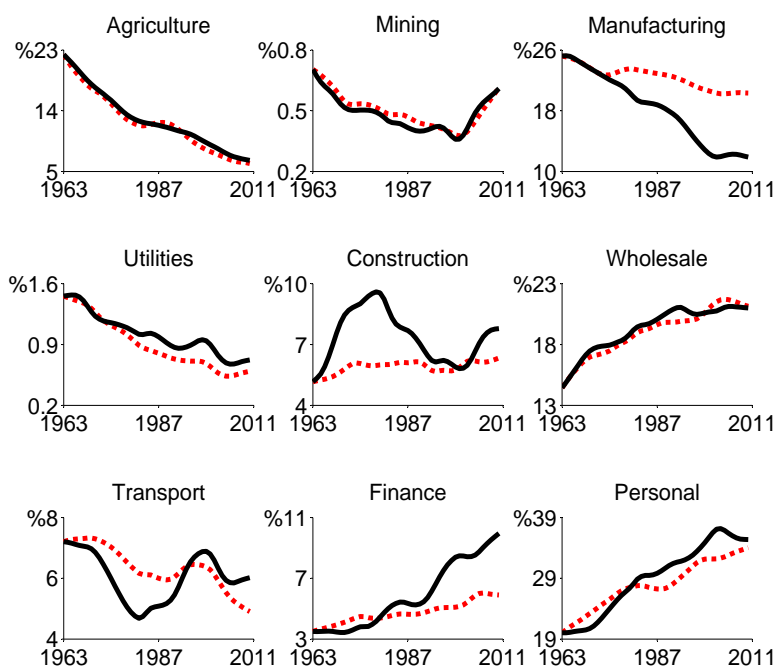 Agriculture Mining Manufacturing
%23 %0.8 %26
14 0.5 18
5 0.2 10
1963 1987 2011 1963 1987 2011 1963 1987 2011
Utilities Construction Wholesale
%1.6 %10 %23
0.9 7 18
0.2 4 13
1963 1987 2011 1963 1987 2011 1963 1987 2011
Transport Finance Personal
%8 %11 %39
6 7 29
4 3 19
1963 1987 2011 1963 1987 2011 1963 1987 2011